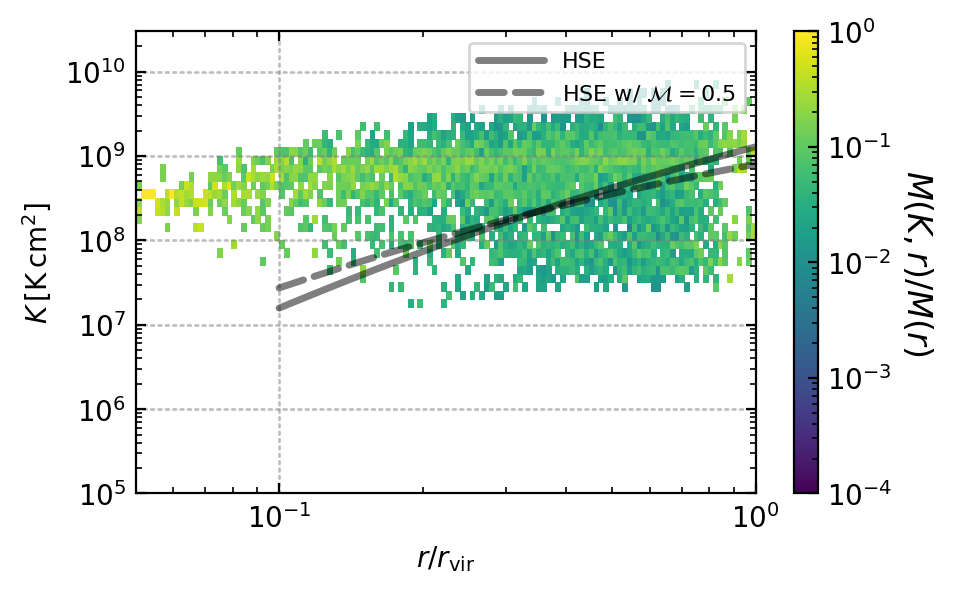 HSE
HSE w/ ℳ = 0.5
10¹⁰
10⁹
10⁸
10⁷
10⁶
10⁵
K [K cm²]
10⁻¹
10⁰
r/r_vir
10⁰
10⁻¹
10⁻²
10⁻³
10⁻⁴
M(K, r)/M(r)